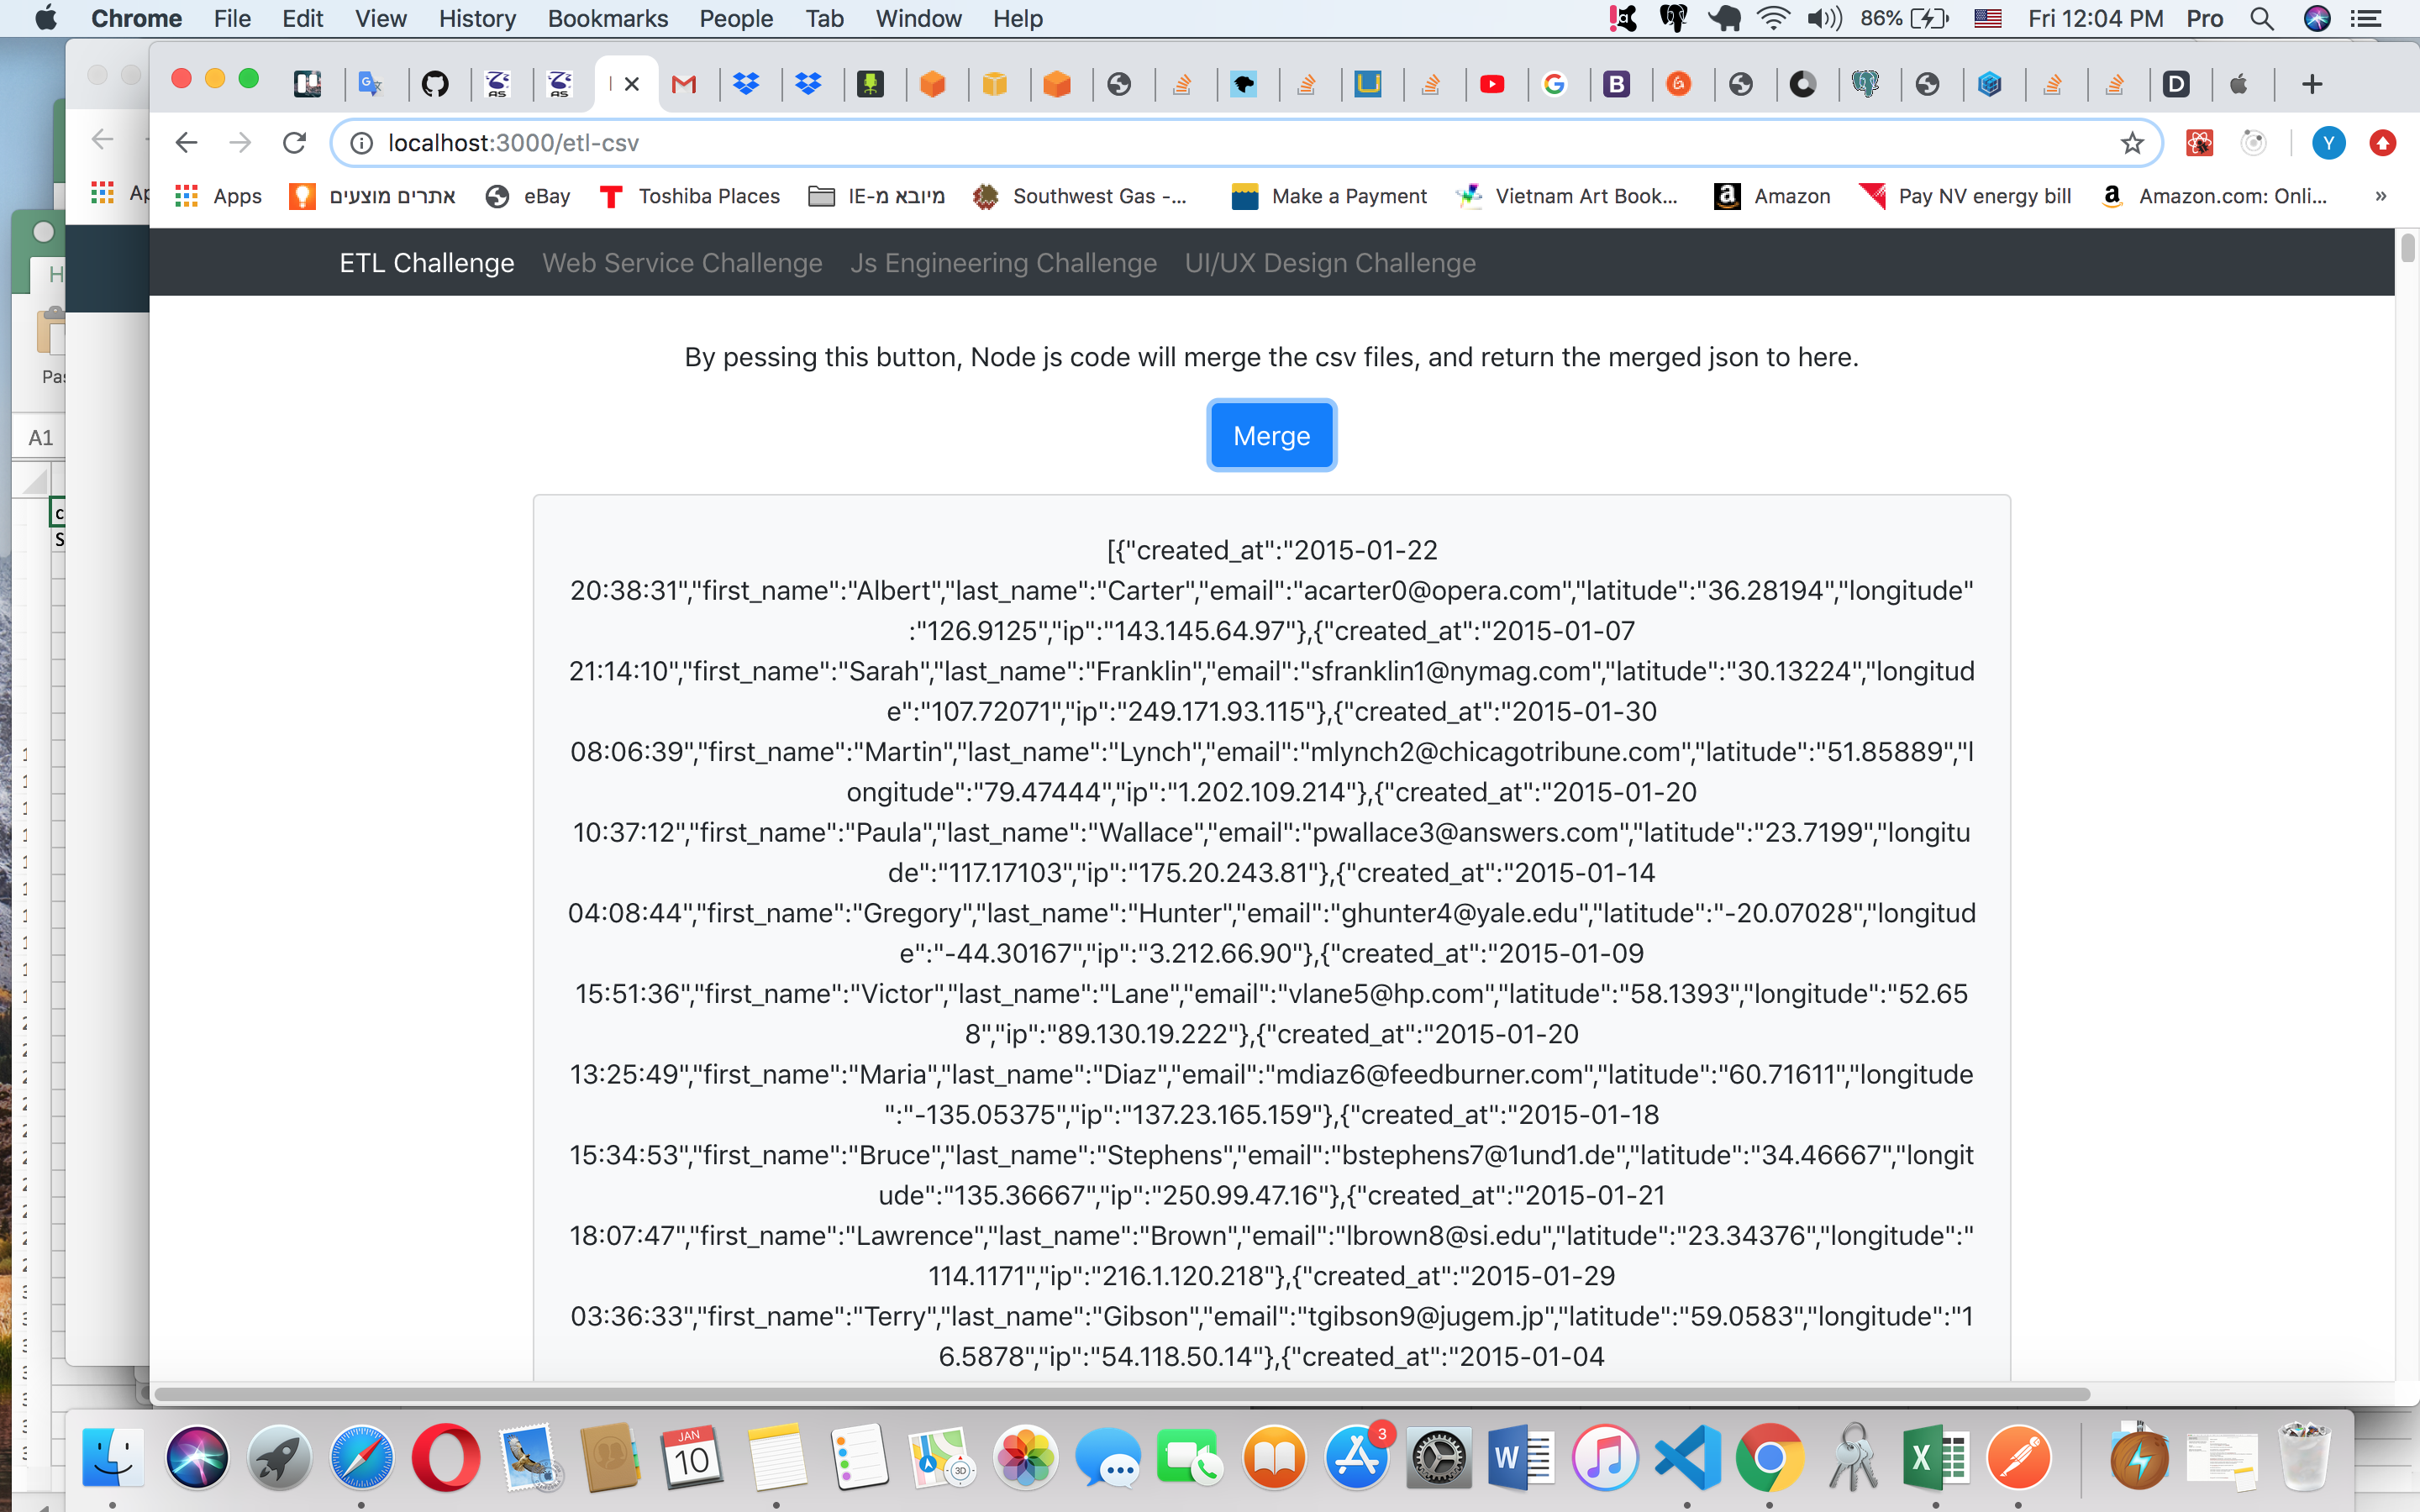 Chrome File Edit View History Bookmarks People Tab Window Help 86% Fri 12:04 PM Pro
localhost:3000/etl-csv Y
Apps אתרים מוצעים eBay Toshiba Places מיובא מ-IE Southwest Gas -... Make a Payment Vietnam Art Book... Amazon Pay NV energy bill Amazon.com: Onli... »
ETL Challenge Web Service Challenge Js Engineering Challenge UI/UX Design Challenge
By pessing this button, Node js code will merge the csv files, and return the merged json to here.
A1
Merge
[{"created_at":"2015-01-22
20:38:31","first_name":"Albert","last_name":"Carter","email":"acarter0@opera.com","latitude":"36.28194","longitude"
:"126.9125","ip":"143.145.64.97"},{"created_at":"2015-01-07
21:14:10","first_name":"Sarah","last_name":"Franklin","email":"sfranklin1@nymag.com","latitude":"30.13224","longitud
e":"107.72071","ip":"249.171.93.115"},{"created_at":"2015-01-30
08:06:39","first_name":"Martin","last_name":"Lynch","email":"mlynch2@chicagotribune.com","latitude":"51.85889","l
ongitude":"79.47444","ip":"1.202.109.214"},{"created_at":"2015-01-20
10:37:12","first_name":"Paula","last_name":"Wallace","email":"pwallace3@answers.com","latitude":"23.7199","longitu
de":"117.17103","ip":"175.20.243.81"},{"created_at":"2015-01-14
04:08:44","first_name":"Gregory","last_name":"Hunter","email":"ghunter4@yale.edu","latitude":"-20.07028","longitud
e":"-44.30167","ip":"3.212.66.90"},{"created_at":"2015-01-09
15:51:36","first_name":"Victor","last_name":"Lane","email":"vlane5@hp.com","latitude":"58.1393","longitude":"52.65
8","ip":"89.130.19.222"},{"created_at":"2015-01-20
13:25:49","first_name":"Maria","last_name":"Diaz","email":"mdiaz6@feedburner.com","latitude":"60.71611","longitude
":"-135.05375","ip":"137.23.165.159"},{"created_at":"2015-01-18
15:34:53","first_name":"Bruce","last_name":"Stephens","email":"bstephens7@1und1.de","latitude":"34.46667","longit
ude":"135.36667","ip":"250.99.47.16"},{"created_at":"2015-01-21
18:07:47","first_name":"Lawrence","last_name":"Brown","email":"lbrown8@si.edu","latitude":"23.34376","longitude":"
114.1171","ip":"216.1.120.218"},{"created_at":"2015-01-29
03:36:33","first_name":"Terry","last_name":"Gibson","email":"tgibson9@jugem.jp","latitude":"59.0583","longitude":"1
6.5878","ip":"54.118.50.14"},{"created_at":"2015-01-04
JAN
10
3D
3